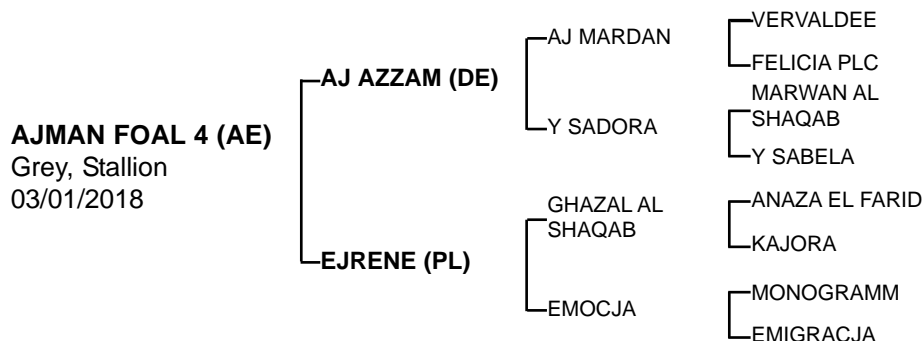 AJMAN FOAL 4 (AE)
Grey, Stallion
03/01/2018
AJ AZZAM (DE)
EJRENE (PL)
AJ MARDAN
Y SADORA
GHAZAL AL
SHAQAB
EMOCJA
VERVALDEE
FELICIA PLC
MARWAN AL
SHAQAB
Y SABELA
ANAZA EL FARID
KAJORA
MONOGRAMM
EMIGRACJA